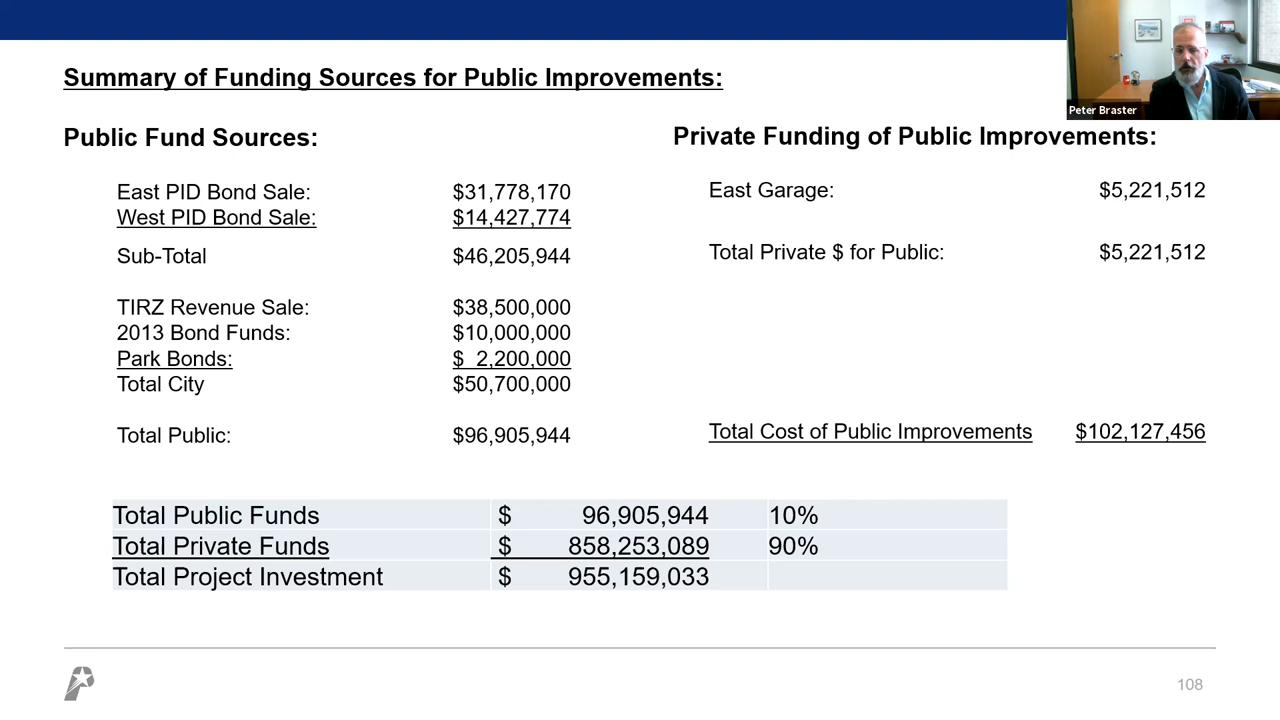 Summary of Funding Sources for Public Improvements:
Peter Braster
Public Fund Sources:
East PID Bond Sale: $31,778,170
West PID Bond Sale: $14,427,774
Sub-Total $46,205,944
TIRZ Revenue Sale: $38,500,000
2013 Bond Funds: $10,000,000
Park Bonds: $ 2,200,000
Total City $50,700,000
Total Public: $96,905,944
Private Funding of Public Improvements:
East Garage: $5,221,512
Total Private $ for Public: $5,221,512
Total Cost of Public Improvements $102,127,456
Total Public Funds $ 96,905,944 10%
Total Private Funds $ 858,253,089 90%
Total Project Investment $ 955,159,033
108